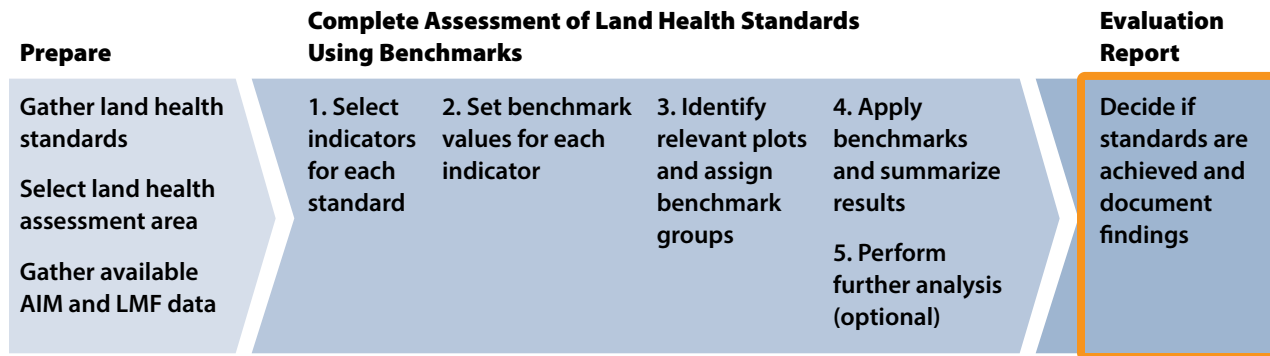 Prepare
Gather land health
standards
Select land health
assessment area
Gather available
AIM and LMF data
Complete Assessment of Land Health Standards
Using Benchmarks
1. Select
indicators
for each
standard
2. Set benchmark
values for each
indicator
3. Identify
relevant plots
and assign
benchmark
groups
4. Apply
benchmarks
and summarize
results
5. Perform
further analysis
(optional)
Evaluation
Report
Decide if
standards are
achieved and
document
findings